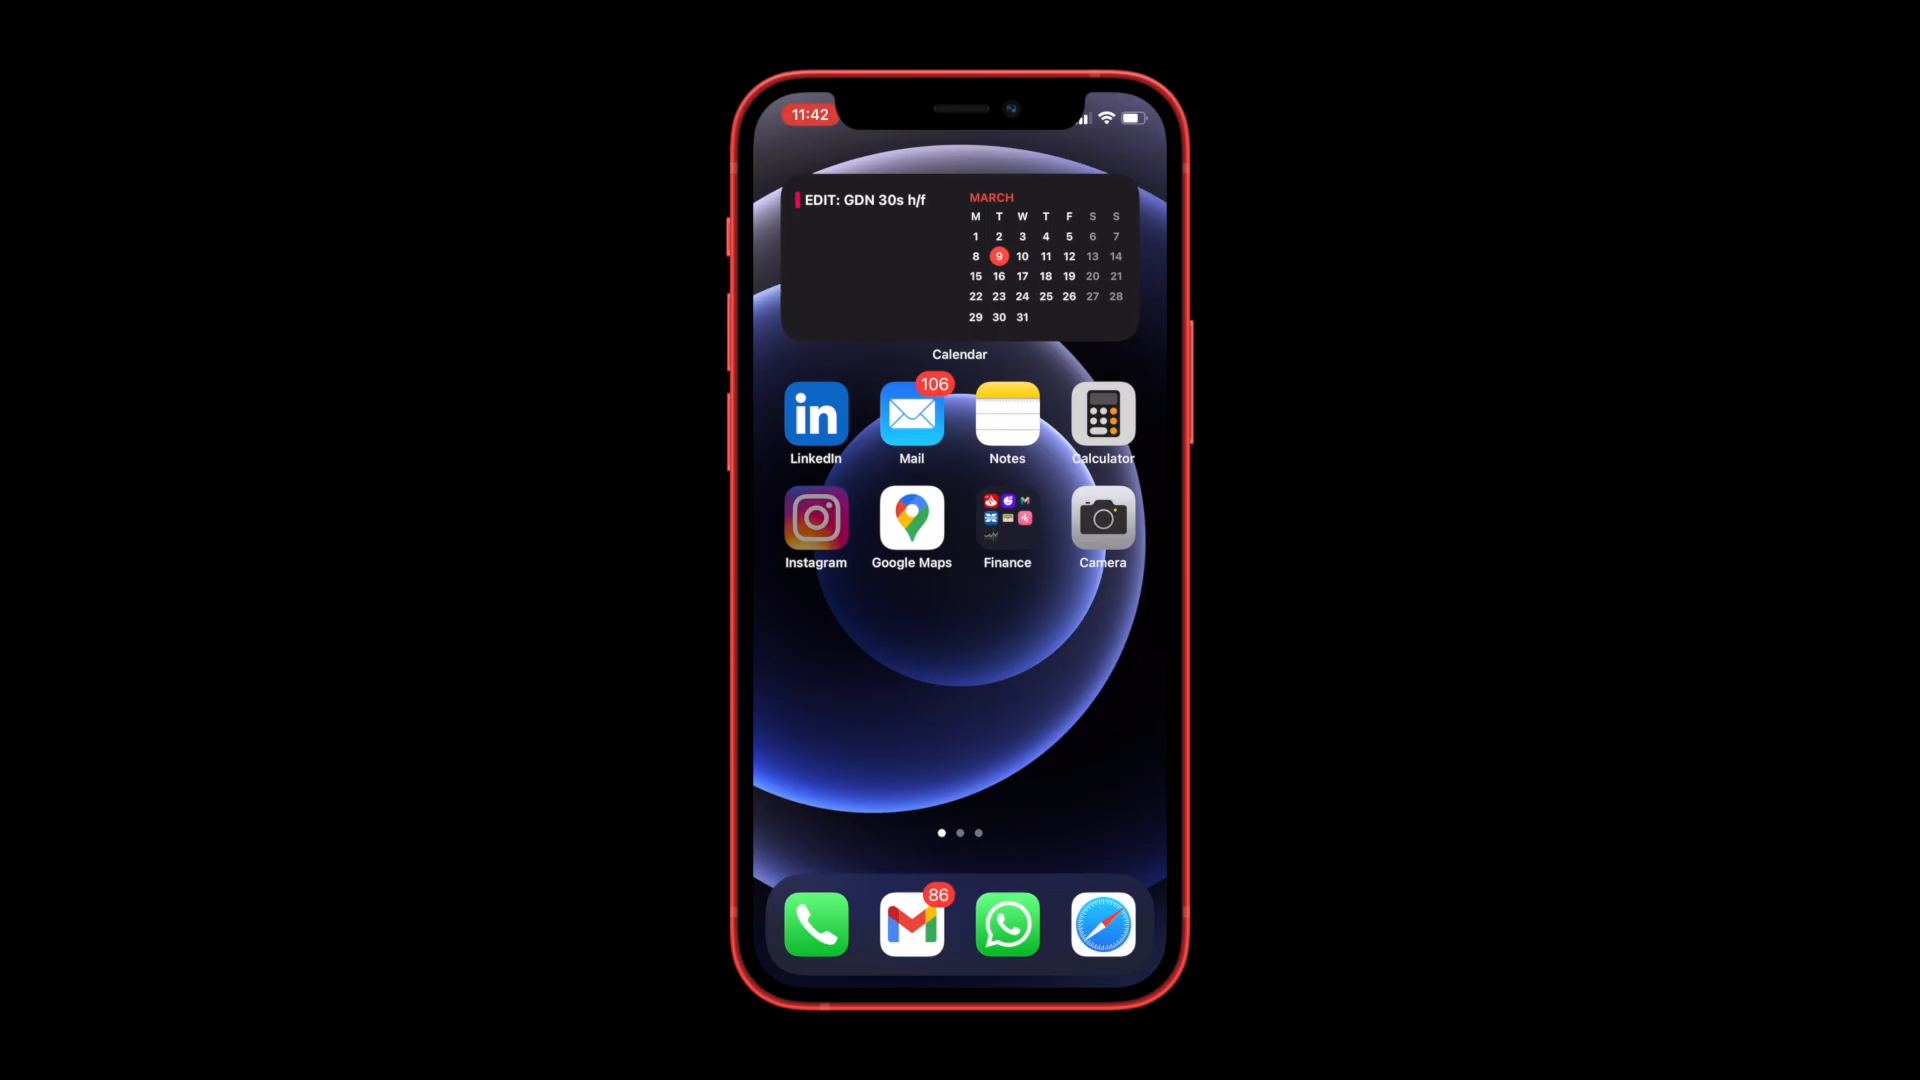 11:42
EDIT: GDN 30s h/f
MARCH
M T W T F S S
1 2 3 4 5 6 7
8 9 10 11 12 13 14
15 16 17 18 19 20 21
22 23 24 25 26 27 28
29 30 31
Calendar
106
in
LinkedIn Mail Notes Calculator
Instagram Google Maps Finance Camera
86